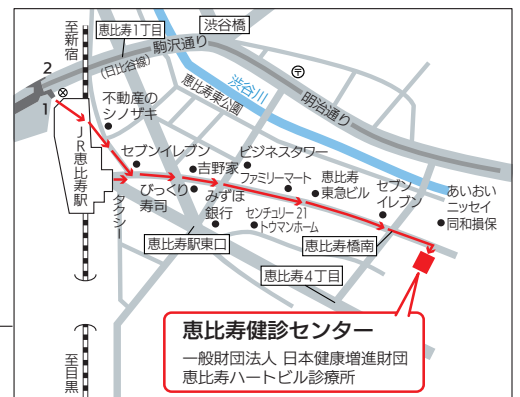 至新宿
恵比寿1丁目
渋谷橋
駒沢通り
(日比谷線)
2
1
不動産の
シノザキ
恵比寿東公園
渋谷川
明治通り
JR恵比寿駅
セブンイレブン
吉野家
ビジネスタワー
ファミリーマート
恵比寿
東急ビル
セブン
イレブン
あいおい
ニッセイ
同和損保
タクシー
びっくり
寿司
みずほ
銀行
センチュリー21
トウマンホーム
恵比寿駅東口
恵比寿橋南
恵比寿4丁目
恵比寿健診センター
一般財団法人 日本健康増進財団
恵比寿ハートビル診療所
至目黒